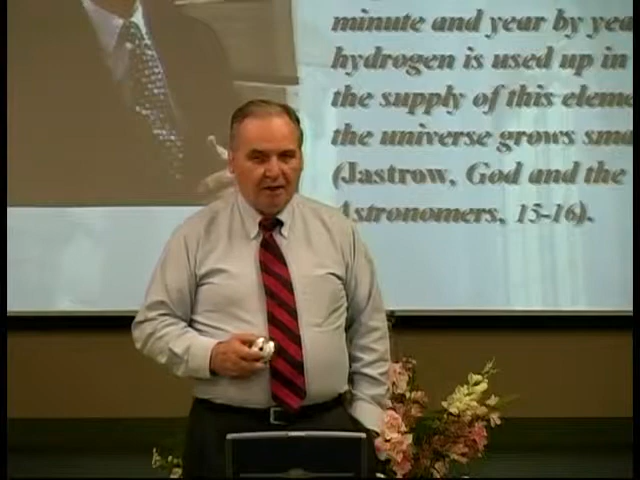 minute and year by yea
hydrogen is used up in
the supply of this eleme
the universe grows sma
(Jastrow, God and the
Astronomers, 15-16).